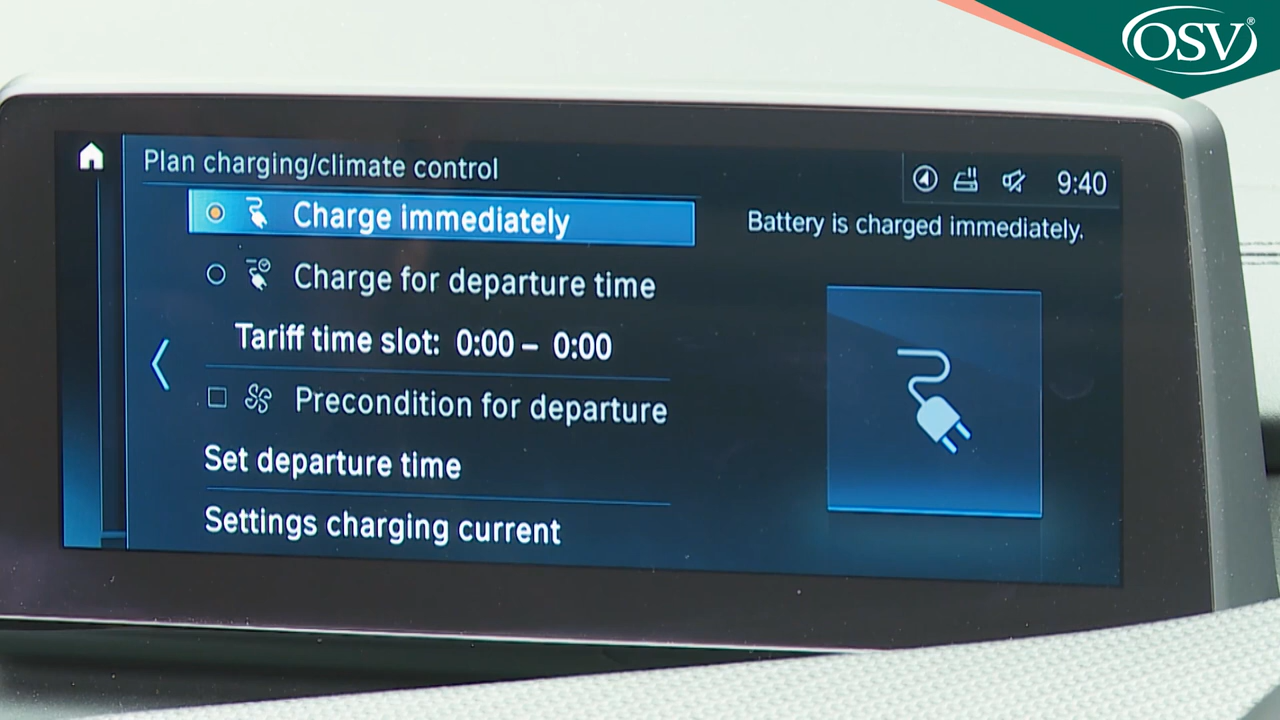 OSV®
Plan charging/climate control
9:40
Charge immediately
Battery is charged immediately.
Charge for departure time
Tariff time slot: 0:00 – 0:00
Precondition for departure
Set departure time
Settings charging current